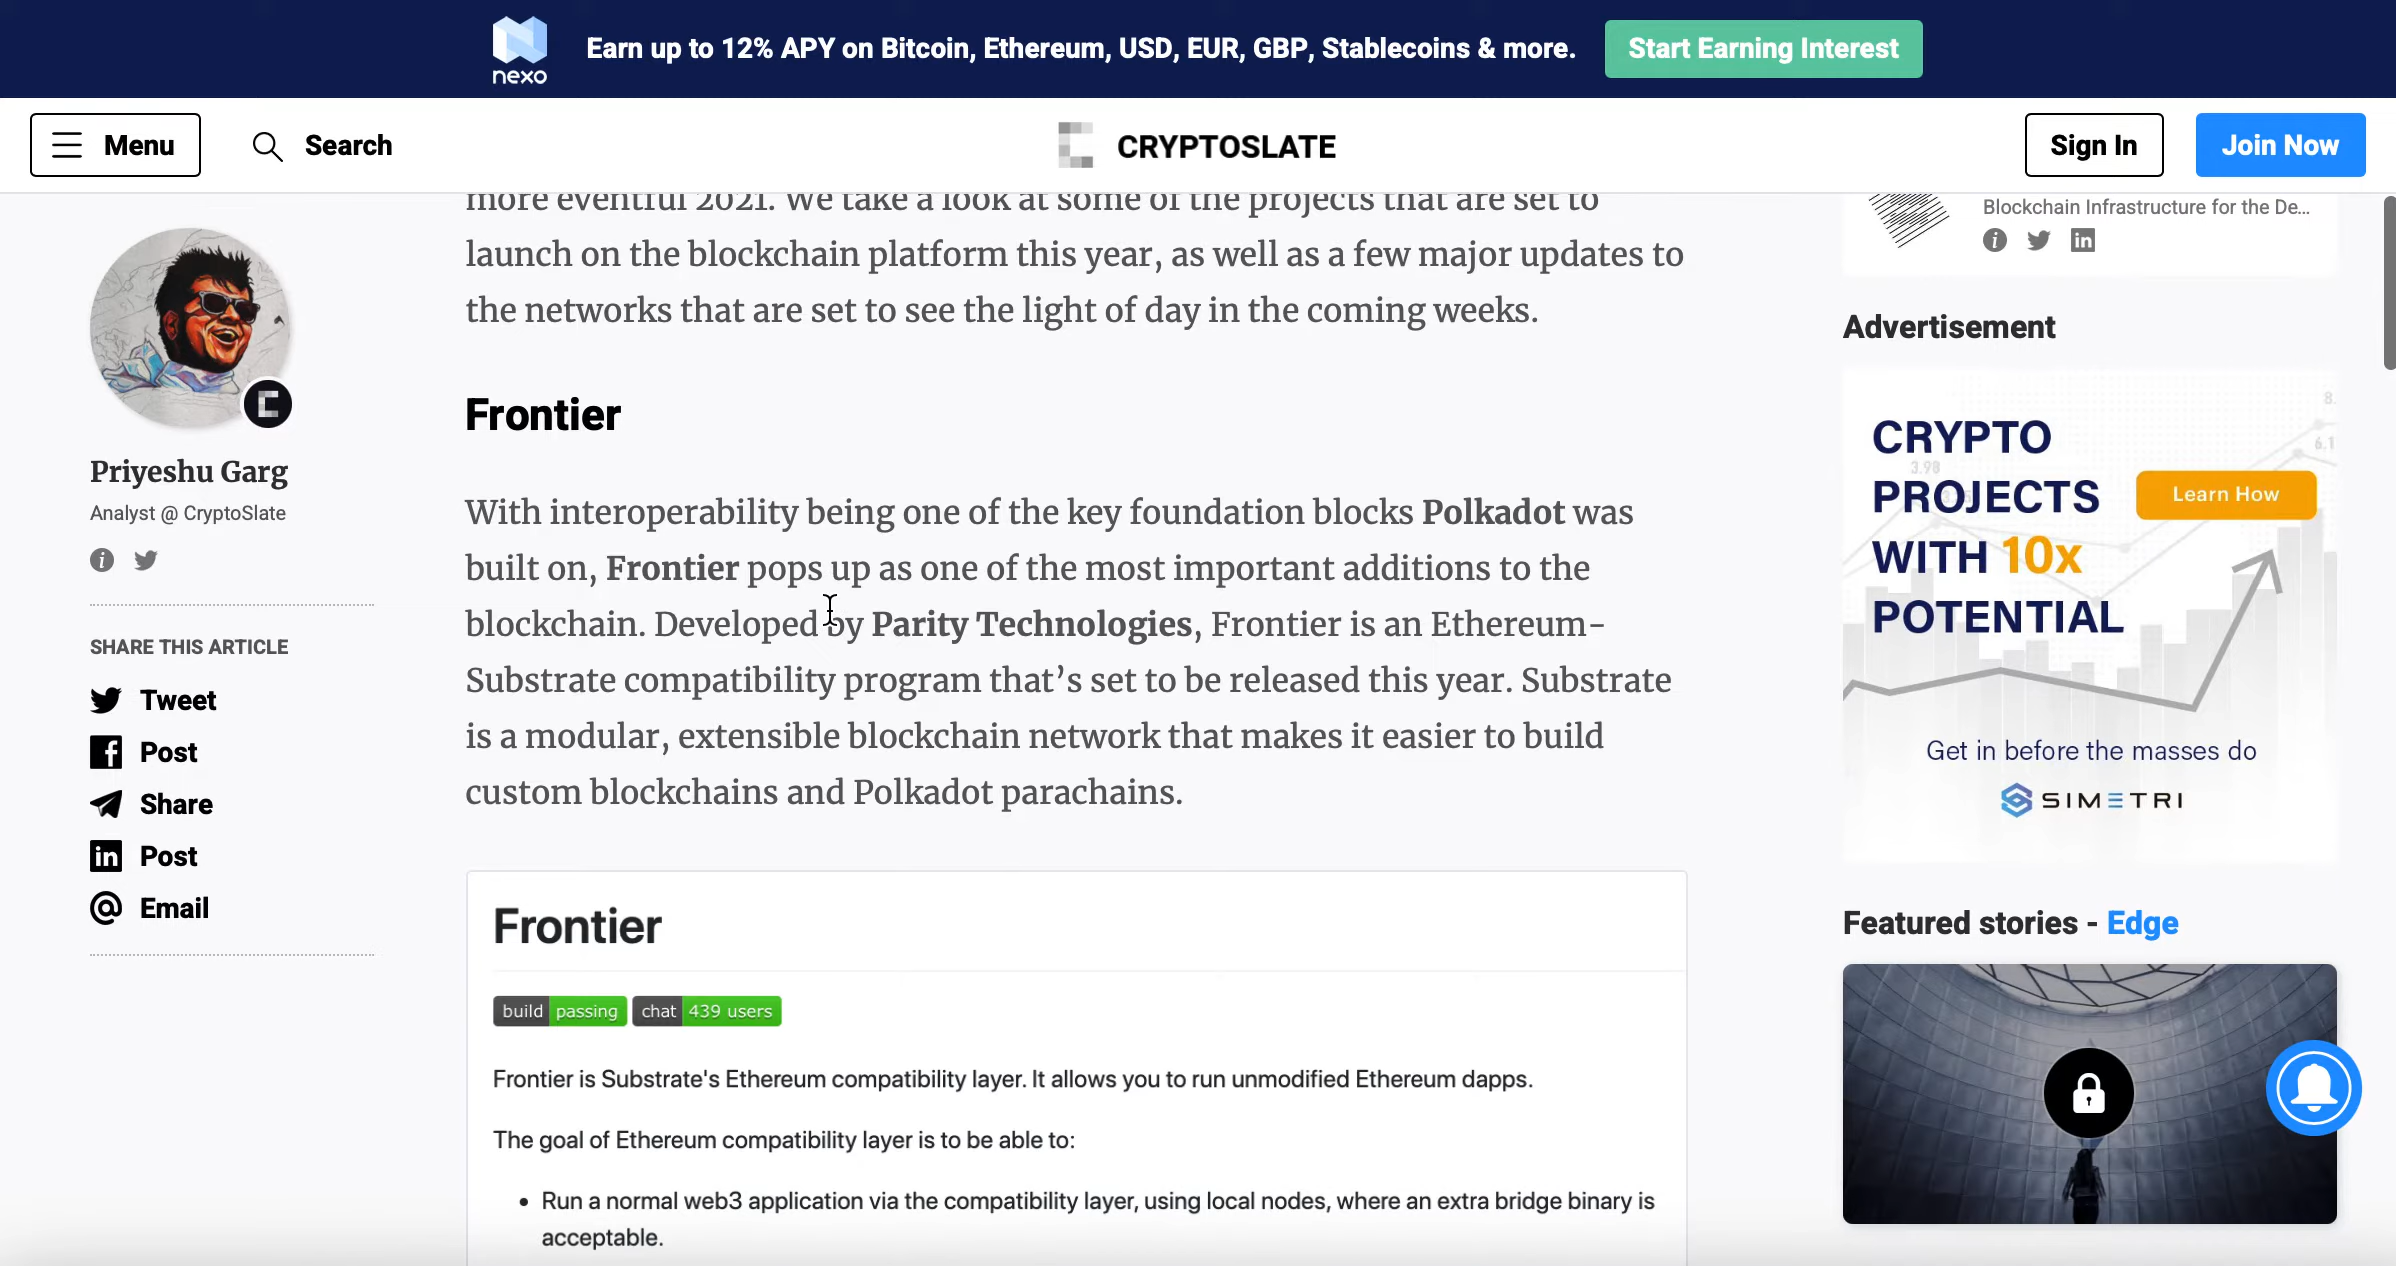 nexo
Earn up to 12% APY on Bitcoin, Ethereum, USD, EUR, GBP, Stablecoins & more.
Start Earning Interest
Menu
Search
CRYPTOSLATE
Sign In
Join Now
Priyeshu Garg
Analyst @ CryptoSlate
SHARE THIS ARTICLE
Tweet
Post
Share
Post
Email
more eventful 2021. We take a look at some of the projects that are set to
launch on the blockchain platform this year, as well as a few major updates to
the networks that are set to see the light of day in the coming weeks.
Frontier
With interoperability being one of the key foundation blocks Polkadot was
built on, Frontier pops up as one of the most important additions to the
blockchain. Developed by Parity Technologies, Frontier is an Ethereum-
Substrate compatibility program that’s set to be released this year. Substrate
is a modular, extensible blockchain network that makes it easier to build
custom blockchains and Polkadot parachains.
Frontier
build passing chat 439 users
Frontier is Substrate's Ethereum compatibility layer. It allows you to run unmodified Ethereum dapps.
The goal of Ethereum compatibility layer is to be able to:
• Run a normal web3 application via the compatibility layer, using local nodes, where an extra bridge binary is
acceptable.
Blockchain Infrastructure for the De...
Advertisement
CRYPTO
PROJECTS
WITH 10x
POTENTIAL
Learn How
8.
6.1
3.98
Get in before the masses do
SIMETRI
Featured stories - Edge